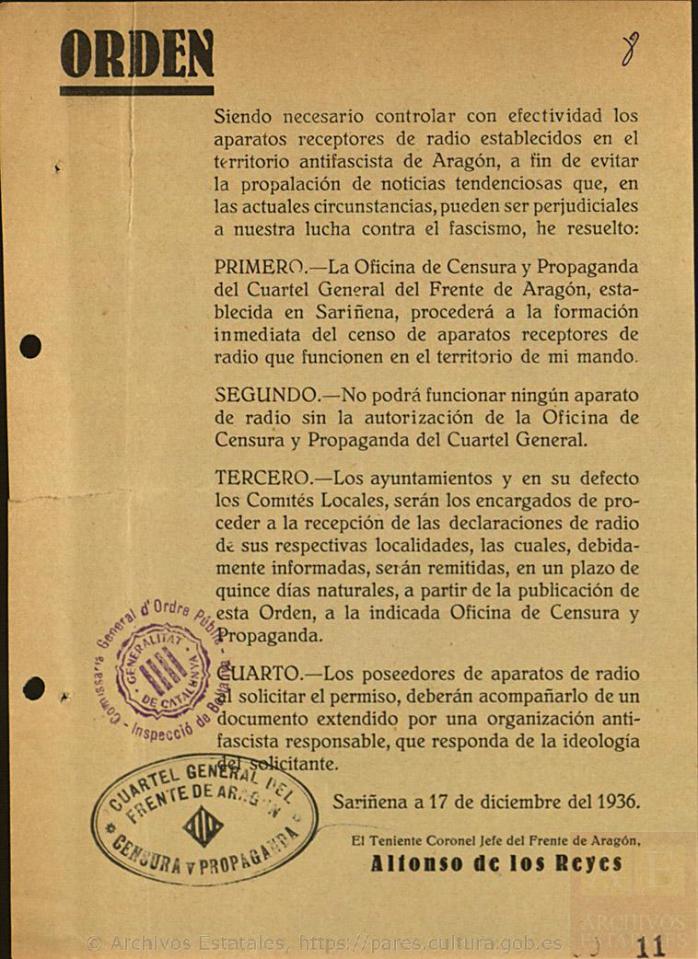 ORDEN
8
Siendo necesario controlar con efectividad los
aparatos receptores de radio establecidos en el
territorio antifascista de Aragón, a fin de evitar
la propalación de noticias tendenciosas que, en
las actuales circunstancias, pueden ser perjudiciales
a nuestra lucha contra el fascismo, he resuelto:
PRIMERO.—La Oficina de Censura y Propaganda
del Cuartel General del Frente de Aragón, esta-
blecida en Sariñena, procederá a la formación
inmediata del censo de aparatos receptores de
radio que funcionen en el territorio de mi mando.
SEGUNDO.—No podrá funcionar ningún aparato
de radio sin la autorización de la Oficina de
Censura y Propaganda del Cuartel General.
TERCERO.—Los ayuntamientos y en su defecto
los Comités Locales, serán los encargados de pro-
ceder a la recepción de las declaraciones de radio
de sus respectivas localidades, las cuales, debida-
mente informadas, serán remitidas, en un plazo de
quince días naturales, a partir de la publicación de
esta Orden, a la indicada Oficina de Censura y
Propaganda.
CUARTO.—Los poseedores de aparatos de radio
al solicitar el permiso, deberán acompañarlo de un
documento extendido por una organización anti-
fascista responsable, que responda de la ideología
del solicitante.
Comissaria General d'Ordre Públic -
- Inspecció de
GENERALITAT
DE CATALUNYA
CUARTEL GENERAL DEL
FRENTE DE ARAGON
CENSURA Y PROPAGANDA
Sariñena a 17 de diciembre del 1936.
El Teniente Coronel Jefe del Frente de Aragón,
Alfonso de los Reyes
ARCHIVOS
ESTATALES
© Archivos Estatales, https://pares.cultura.gob.es
11